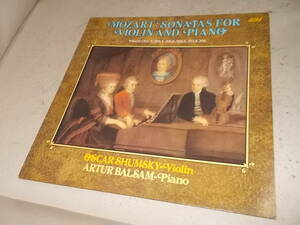 MOZART SONATAS FOR
VIOLIN AND PIANO
OSCAR SHUMSKY-Violin
ARTUR BALSAM-Piano